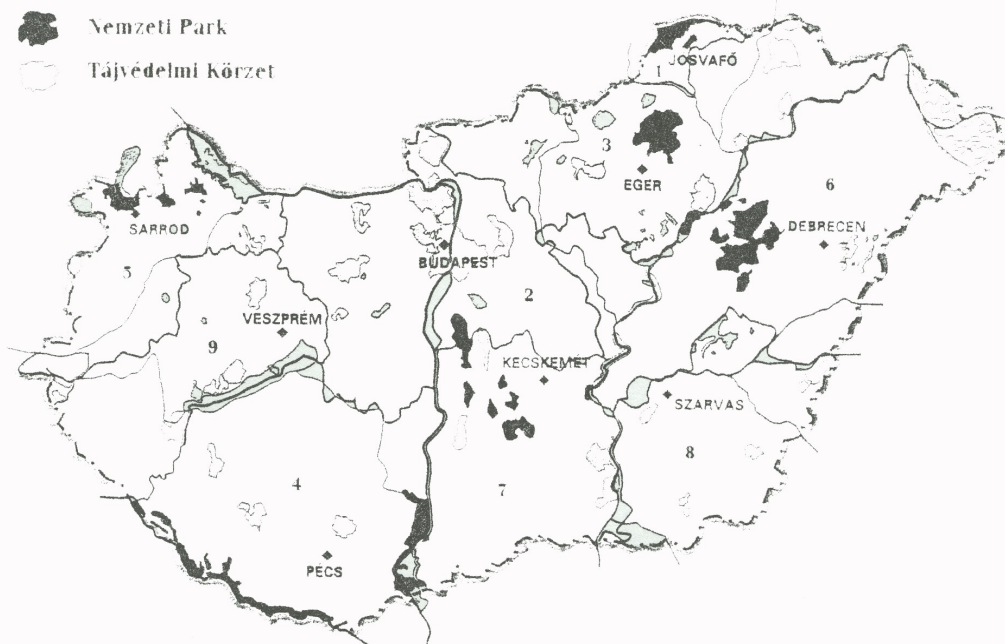 Nemzeti Park
Tájvédelmi Körzet
1
JOSVAFŐ
3
EGER
6
SARROD
DEBRECEN
5
BUDAPEST
2
VESZPRÉM
9
KECSKEMÉT
SZARVAS
8
4
7
PÉCS